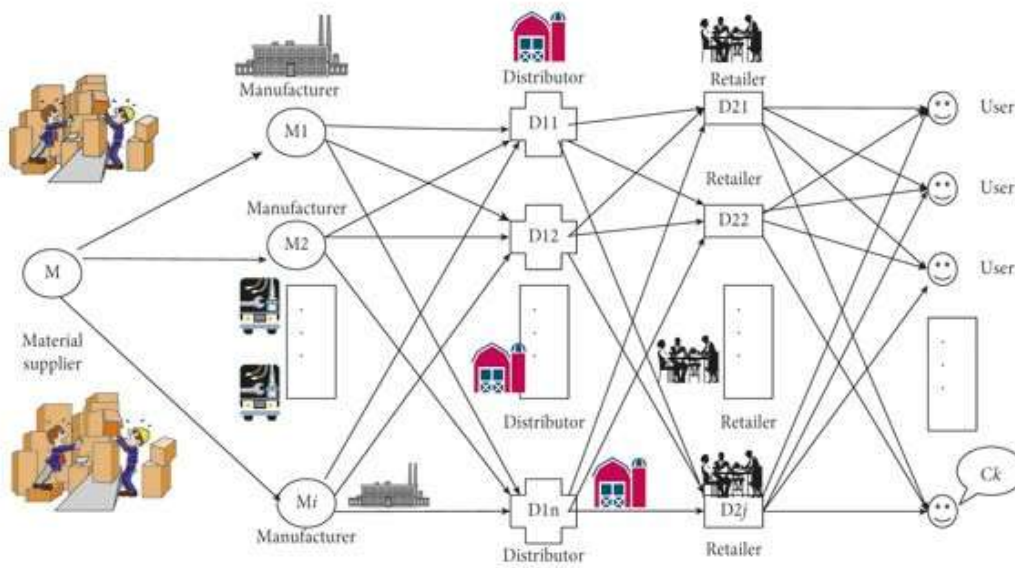 Manufacturer
Distributor
Retailer
M1
D11
D21
User
Manufacturer
Retailer
User
M2
D12
D22
M
User
Material
supplier
Distributor
Retailer
Ck
Mi
D1n
D2j
Manufacturer
Distributor
Retailer